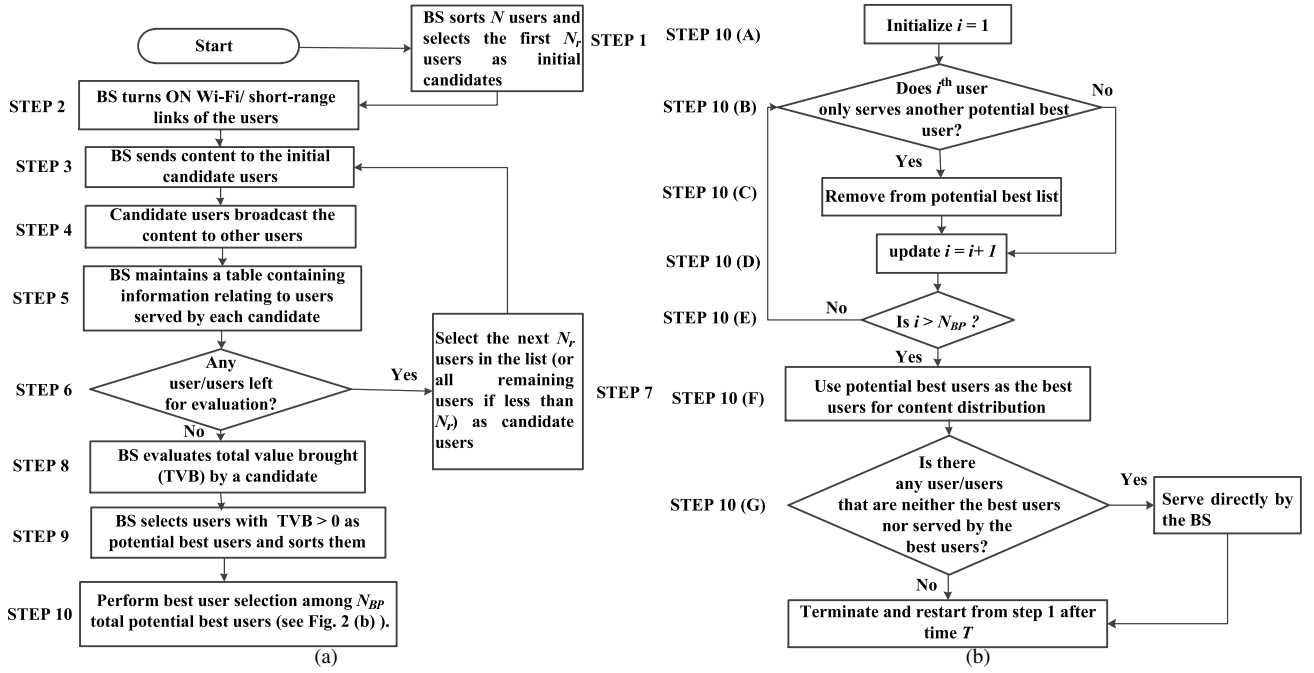 Start
BS sorts N users and
selects the first Nr
users as initial
candidates
STEP 1
STEP 2
BS turns ON Wi-Fi/ short-range
links of the users
STEP 3
BS sends content to the initial
candidate users
STEP 4
Candidate users broadcast the
content to other users
STEP 5
BS maintains a table containing
information relating to users
served by each candidate
STEP 6
Any
user/users left
for evaluation?
Yes
No
Select the next Nr
users in the list (or
all remaining
users if less than
Nr) as candidate
users
STEP 7
STEP 8
BS evaluates total value brought
(TVB) by a candidate
STEP 9
BS selects users with TVB > 0 as
potential best users and sorts them
STEP 10
Perform best user selection among NBP
total potential best users (see Fig. 2 (b) ).
(a)
STEP 10 (A)
Initialize i = 1
STEP 10 (B)
Does ith user
only serves another potential best
user?
No
Yes
STEP 10 (C)
Remove from potential best list
STEP 10 (D)
update i = i+ 1
STEP 10 (E)
Is i > NBP ?
No
Yes
STEP 10 (F)
Use potential best users as the best
users for content distribution
STEP 10 (G)
Is there
any user/users
that are neither the best users
nor served by the
best users?
Yes
Serve directly by
the BS
No
Terminate and restart from step 1 after
time T
(b)